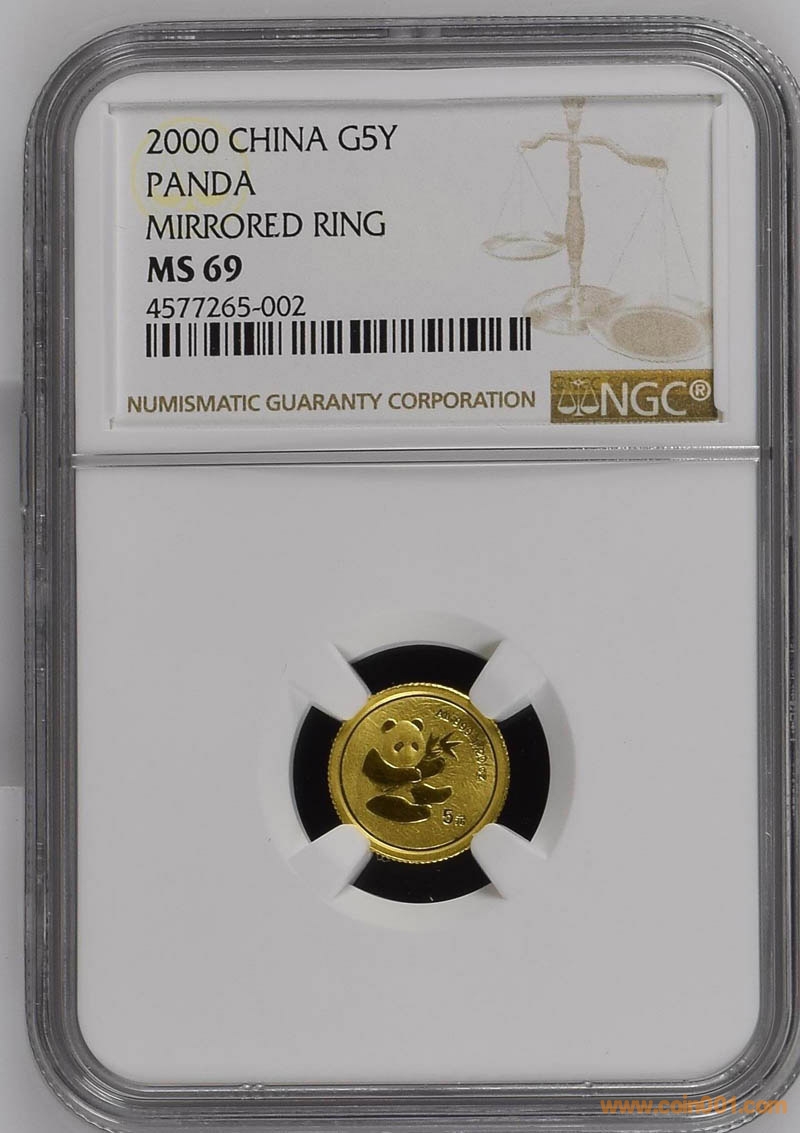 2000 CHINA G5Y
PANDA
MIRRORED RING
MS 69
4577265-002
NUMISMATIC GUARANTY CORPORATION
NGC®
5元
www.coin001.com